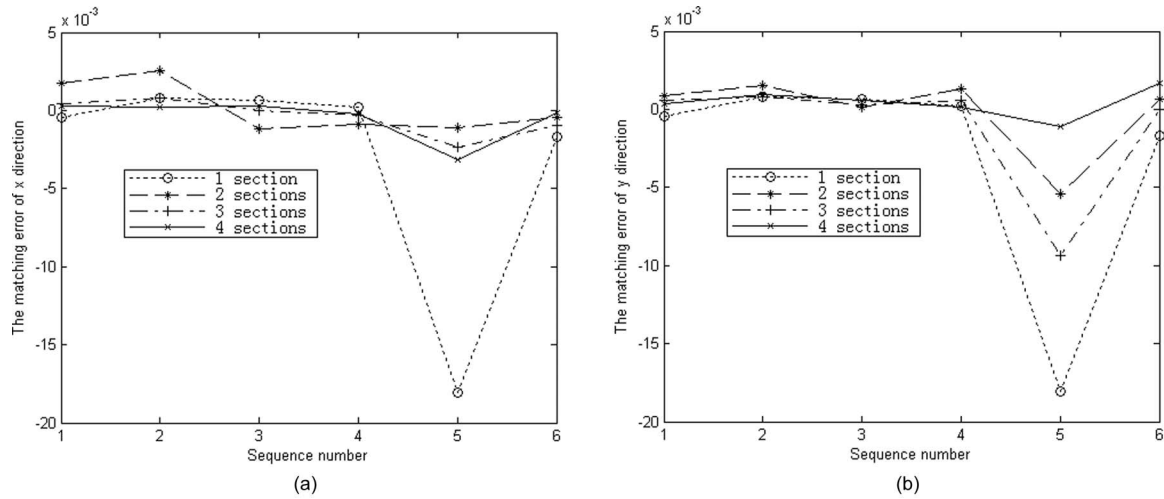 x 10⁻³
5
0
-5
-10
-15
-20
The matching error of x direction
1 section
2 sections
3 sections
4 sections
1 2 3 4 5 6
Sequence number
(a)
x 10⁻³
5
0
-5
-10
-15
-20
The matching error of y direction
1 section
2 sections
3 sections
4 sections
1 2 3 4 5 6
Sequence number
(b)